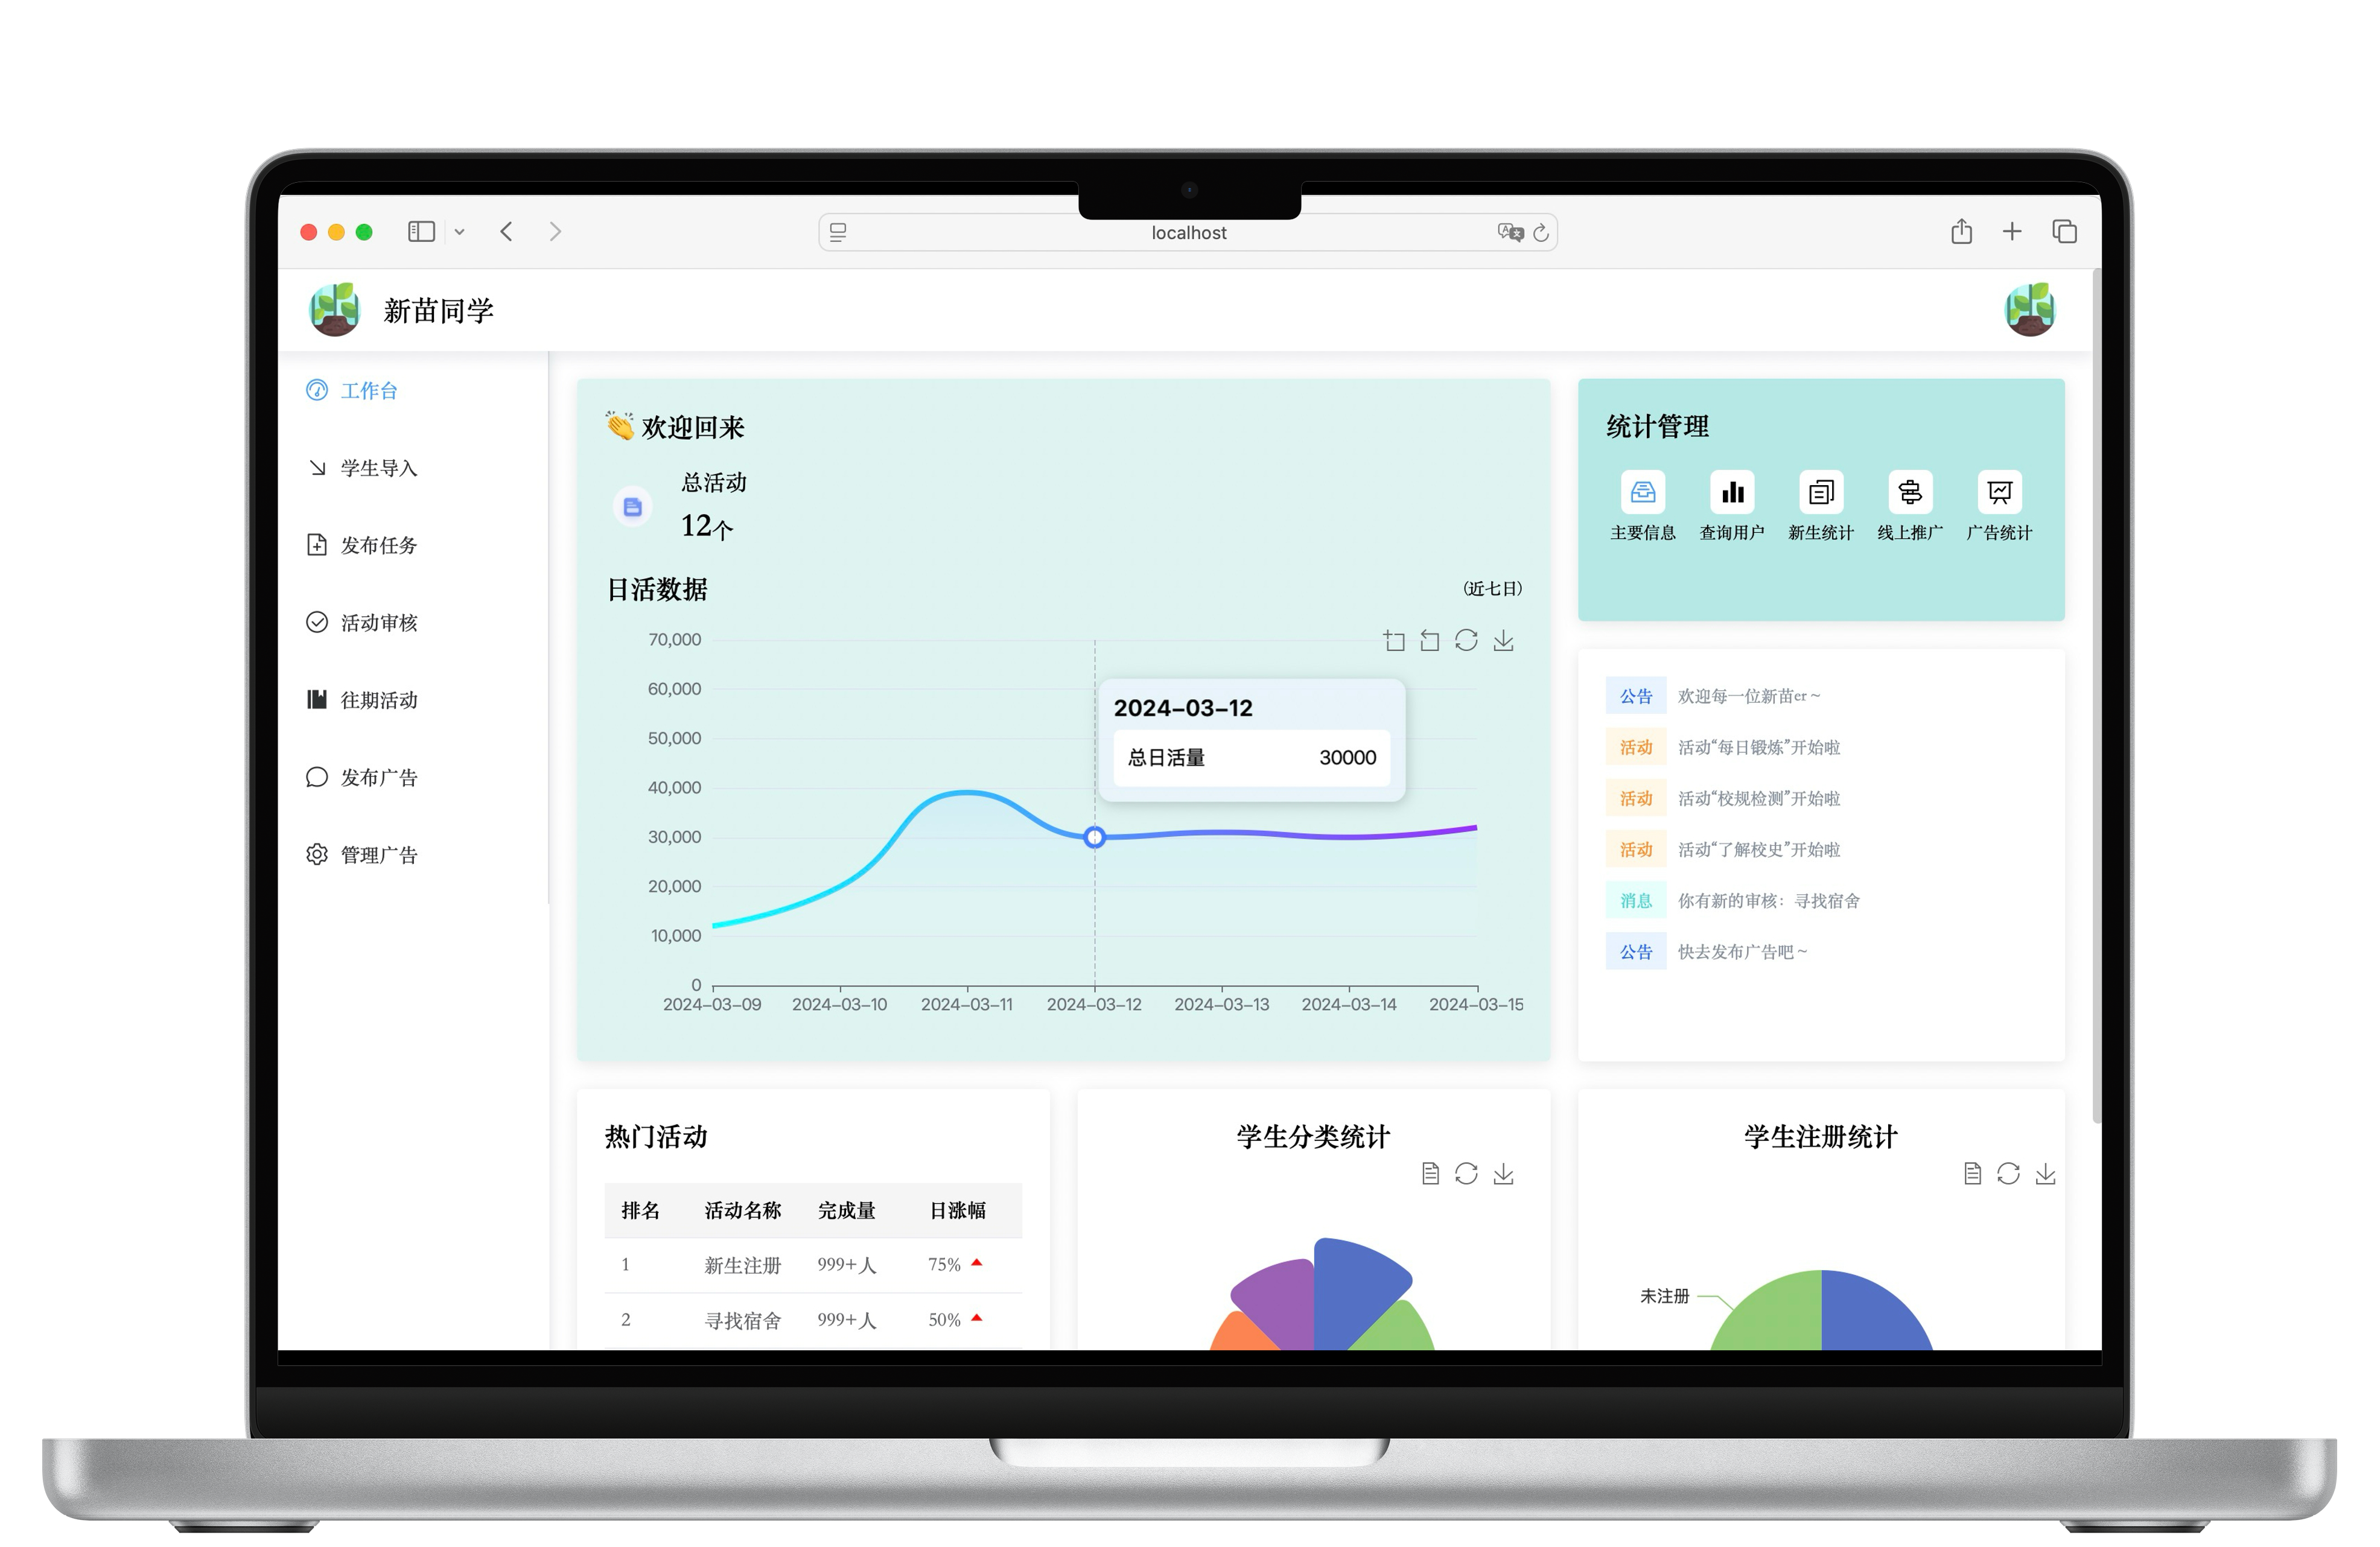 localhost
新苗同学
工作台
学生导入
发布任务
活动审核
往期活动
发布广告
管理广告
欢迎回来
总活动
12个
日活数据
(近七日)
70,000
60,000
50,000
40,000
30,000
20,000
10,000
0
2024-03-09 2024-03-10 2024-03-11 2024-03-12 2024-03-13 2024-03-14 2024-03-15
2024-03-12
总日活量 30000
统计管理
主要信息 查询用户 新生统计 线上推广 广告统计
公告 欢迎每一位新苗er~
活动 活动“每日锻炼”开始啦
活动 活动“校规检测”开始啦
活动 活动“了解校史”开始啦
消息 你有新的审核：寻找宿舍
公告 快去发布广告吧~
热门活动
排名 活动名称 完成量 日涨幅
1 新生注册 999+人 75%
2 寻找宿舍 999+人 50%
学生分类统计
学生注册统计
未注册